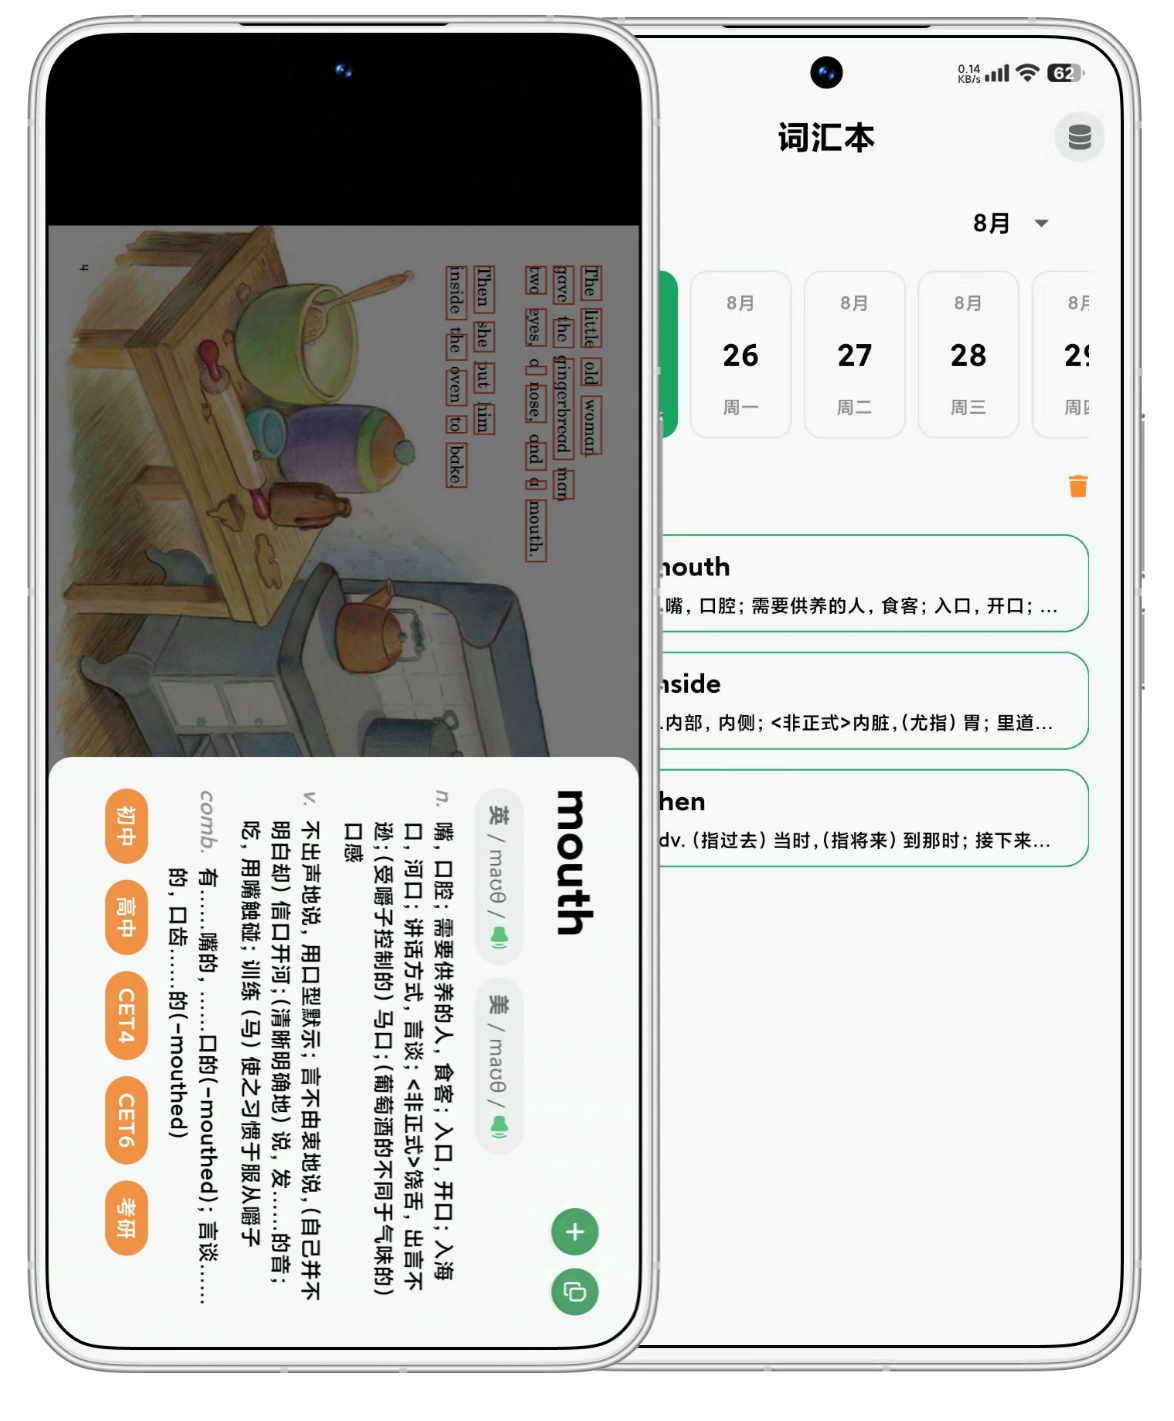 The little old woman
gave the gingerbread man
two eyes, a nose, and a mouth.
Then she put him
inside the oven to bake.
4
mouth
英 / maʊθ /
美 / maʊθ /
n. 嘴，口腔；需要供养的人，食客；入口，开口；入海
口，河口；讲话方式，言谈；<非正式>饶舌，出言不
逊；（受嚼子控制的）马口；（葡萄酒的不同于气味的）
口感
v. 不出声地说，用口型默示；言不由衷地说，（自己并不
明白却）信口开河；（清晰明确地）说，发……的音；
吃，用嘴触碰；训练（马）使之习惯于服从嚼子
comb. 有……嘴的，……口的(-mouthed)；言谈……
的，口齿……的(-mouthed)
初中 高中 CET4 CET6 考研
0.14
KB/s
62
词汇本
8月
8月 8月 8月 8月
26 27 28 29
周一 周二 周三 周四
mouth
.嘴，口腔；需要供养的人，食客；入口，开口；...
nside
.内部，内侧；<非正式>内脏，（尤指）胃；里道...
hen
dv.（指过去）当时，（指将来）到那时；接下来...